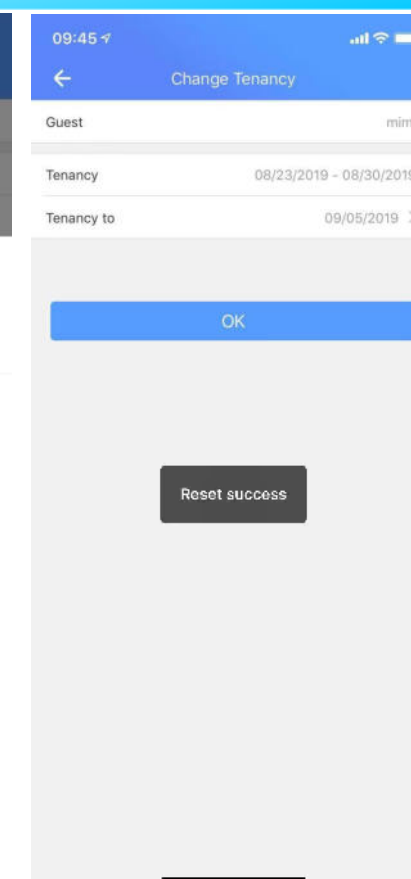 09:45
Change Tenancy
Guest mim
Tenancy 08/23/2019 - 08/30/2019
Tenancy to 09/05/2019
OK
Reset success